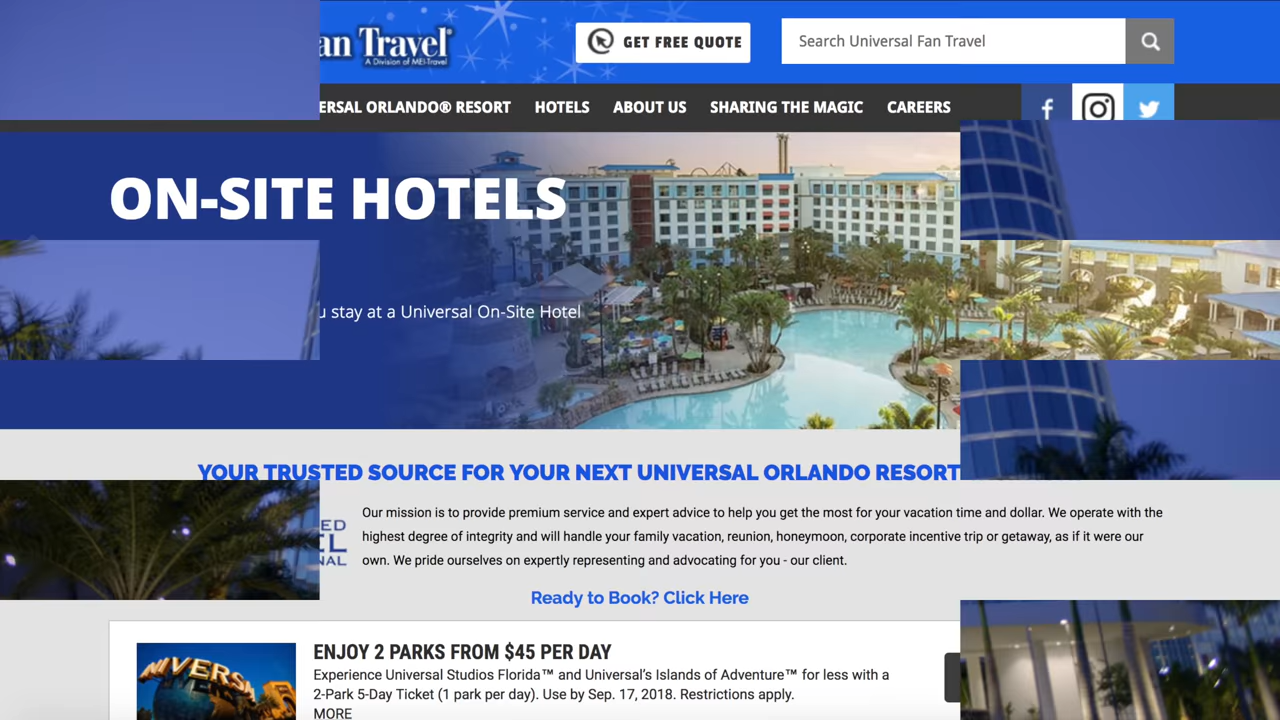 an Travel
A Division of MEI-Travel
GET FREE QUOTE
Search Universal Fan Travel
ERSAL ORLANDO® RESORT HOTELS ABOUT US SHARING THE MAGIC CAREERS
ON-SITE HOTELS
u stay at a Universal On-Site Hotel
YOUR TRUSTED SOURCE FOR YOUR NEXT UNIVERSAL ORLANDO RESORT
Our mission is to provide premium service and expert advice to help you get the most for your vacation time and dollar. We operate with the
highest degree of integrity and will handle your family vacation, reunion, honeymoon, corporate incentive trip or getaway, as if it were our
own. We pride ourselves on expertly representing and advocating for you - our client.
ED
EL
NAL
Ready to Book? Click Here
NIVERSA
ENJOY 2 PARKS FROM $45 PER DAY
Experience Universal Studios Florida™ and Universal's Islands of Adventure™ for less with a
2-Park 5-Day Ticket (1 park per day). Use by Sep. 17, 2018. Restrictions apply.
MORE